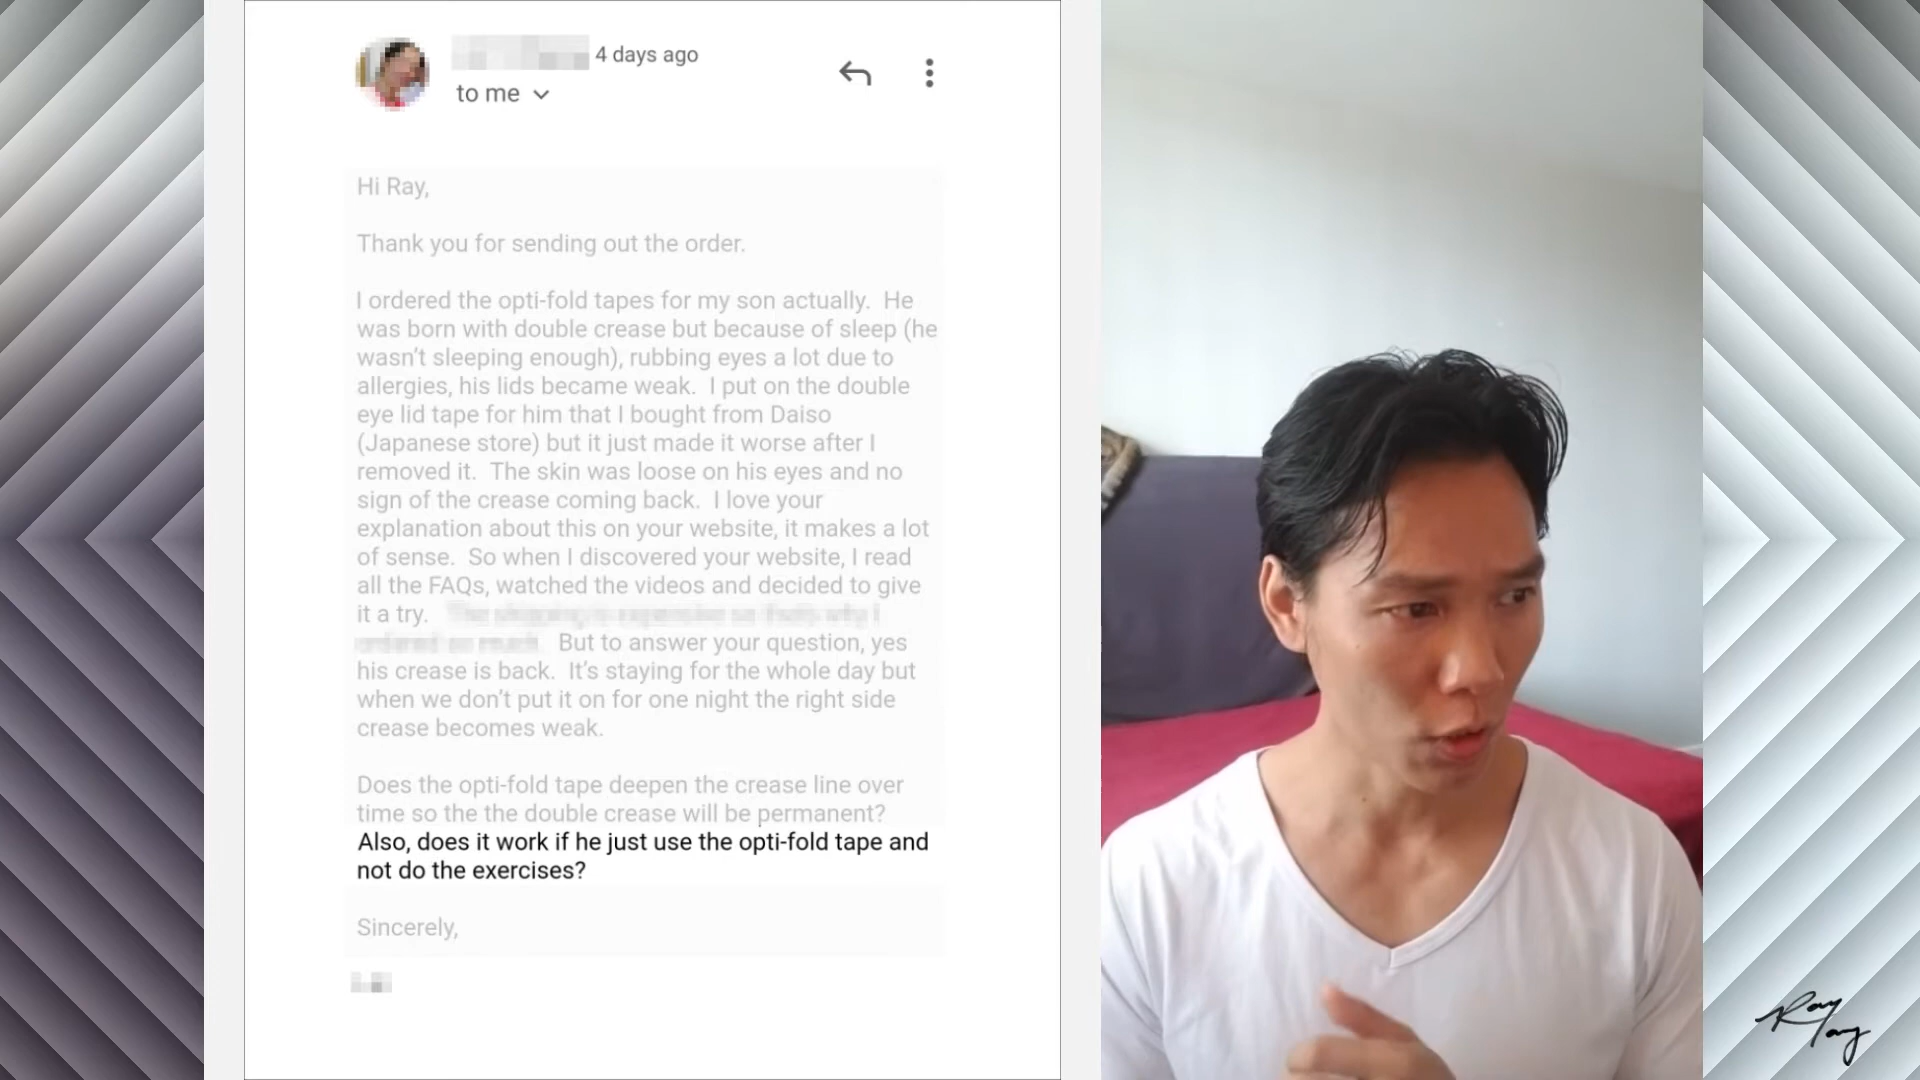 4 days ago
to me
Hi Ray,
Thank you for sending out the order.
I ordered the opti-fold tapes for my son actually. He
was born with double crease but because of sleep (he
wasn't sleeping enough), rubbing eyes a lot due to
allergies, his lids became weak. I put on the double
eye lid tape for him that I bought from Daiso
(Japanese store) but it just made it worse after I
removed it. The skin was loose on his eyes and no
sign of the crease coming back. I love your
explanation about this on your website, it makes a lot
of sense. So when I discovered your website, I read
all the FAQs, watched the videos and decided to give
it a try.
But to answer your question, yes
his crease is back. It's staying for the whole day but
when we don't put it on for one night the right side
crease becomes weak.
Does the opti-fold tape deepen the crease line over
time so the the double crease will be permanent?
Also, does it work if he just use the opti-fold tape and
not do the exercises?
Sincerely,
Ray